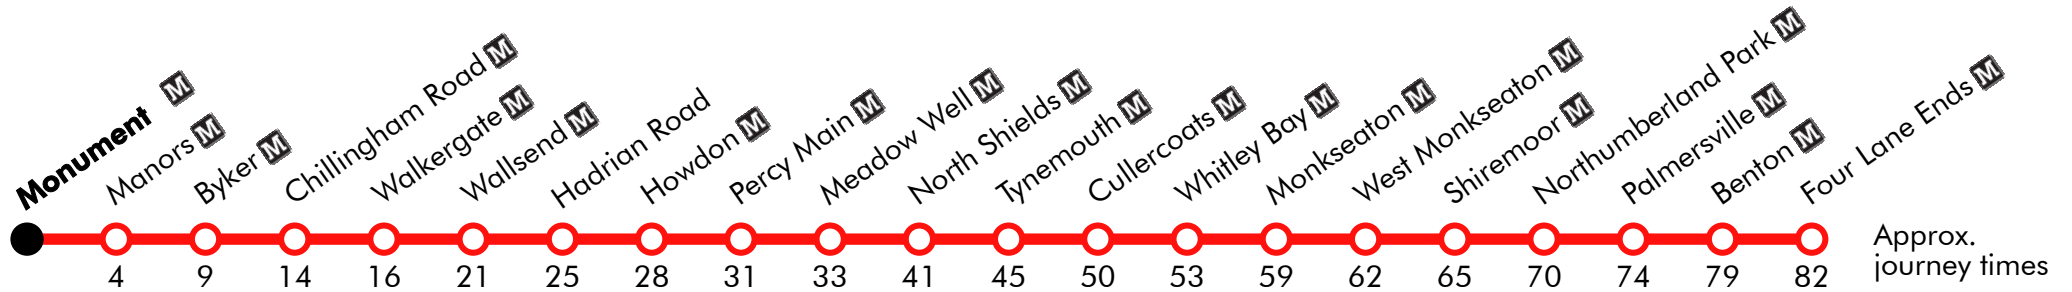 Monument M
Manors M
Byker M
Chillingham Road M
Walkergate M
Wallsend M
Hadrian Road
Howdon M
Percy Main M
Meadow Well M
North Shields M
Tynemouth M
Cullercoats M
Whitley Bay M
Monkseaton M
West Monkseaton M
Shiremoor M
Northumberland Park M
Palmersville M
Benton M
Four Lane Ends M
4 9 14 16 21 25 28 31 33 41 45 50 53 59 62 65 70 74 79 82
Approx.
journey times